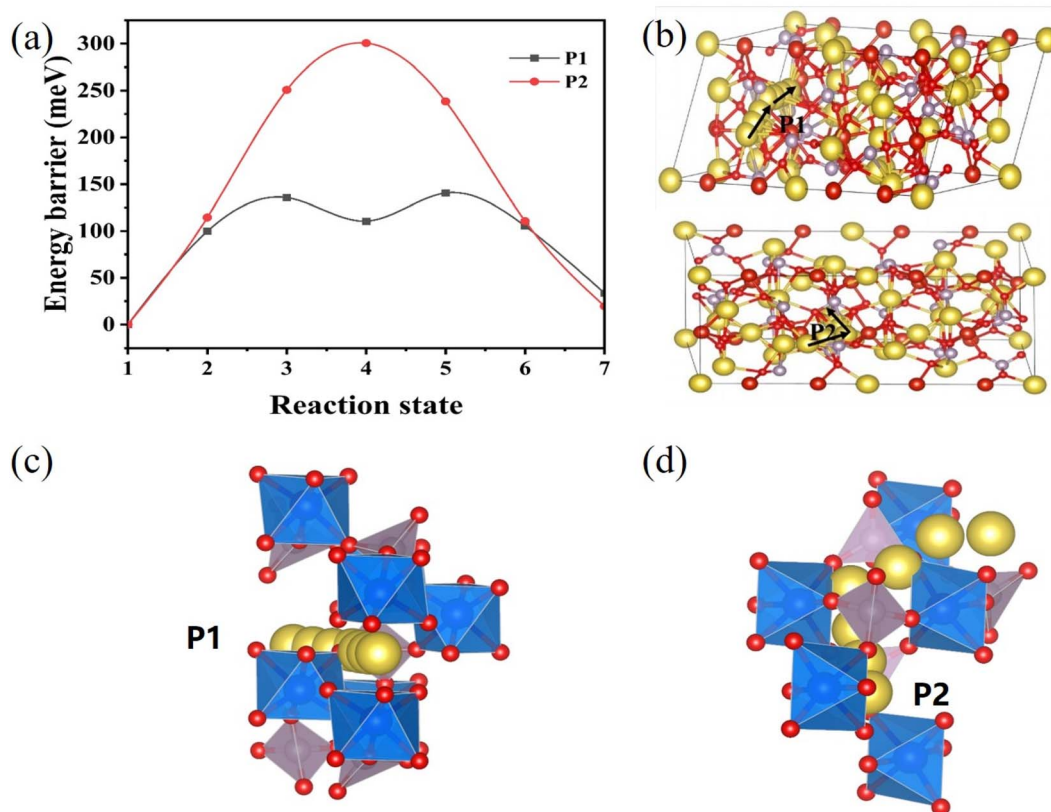 (a)
Energy barrier (meV)
300
250
200
150
100
50
0
P1
P2
1 2 3 4 5 6 7
Reaction state
(b)
P1
P2
(c)
P1
(d)
P2